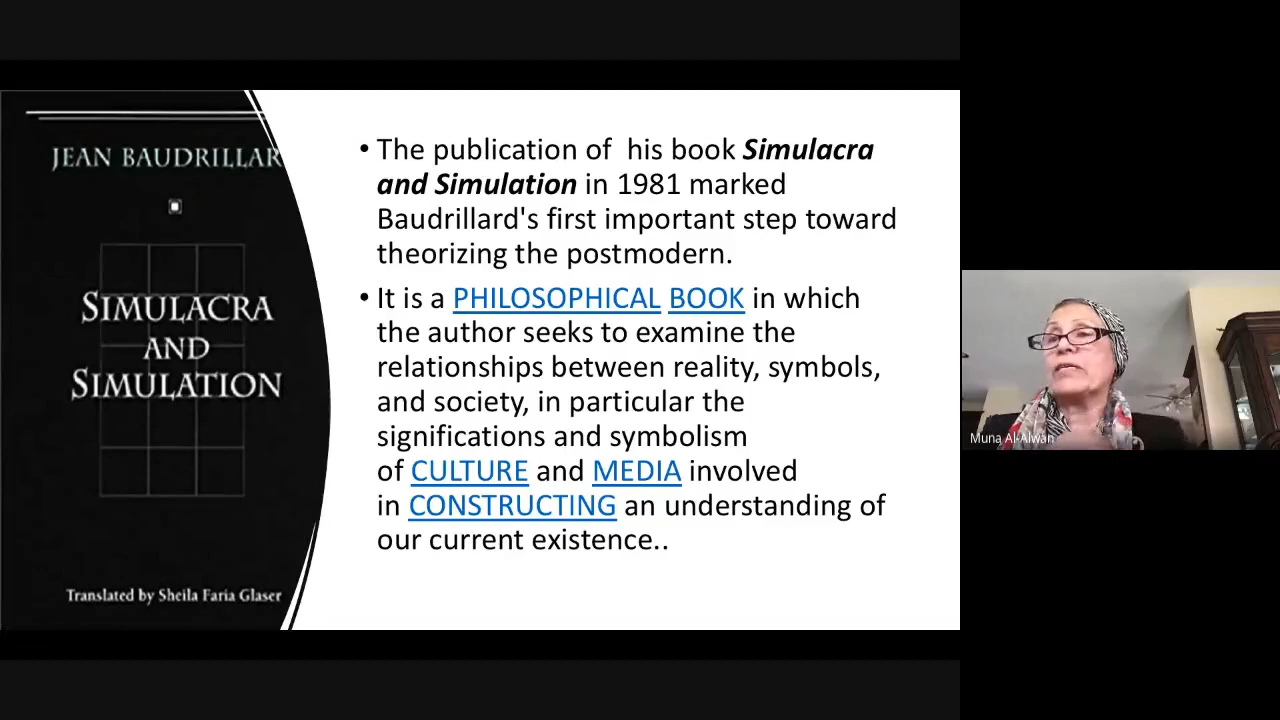 JEAN BAUDRILLAR
SIMULACRA
AND
SIMULATION
Translated by Sheila Faria Glaser
• The publication of  his book Simulacra
and Simulation in 1981 marked
Baudrillard's first important step toward
theorizing the postmodern.
• It is a PHILOSOPHICAL BOOK in which
the author seeks to examine the
relationships between reality, symbols,
and society, in particular the
significations and symbolism
of CULTURE and MEDIA involved
in CONSTRUCTING an understanding of
our current existence..
Muna Al-Alwan